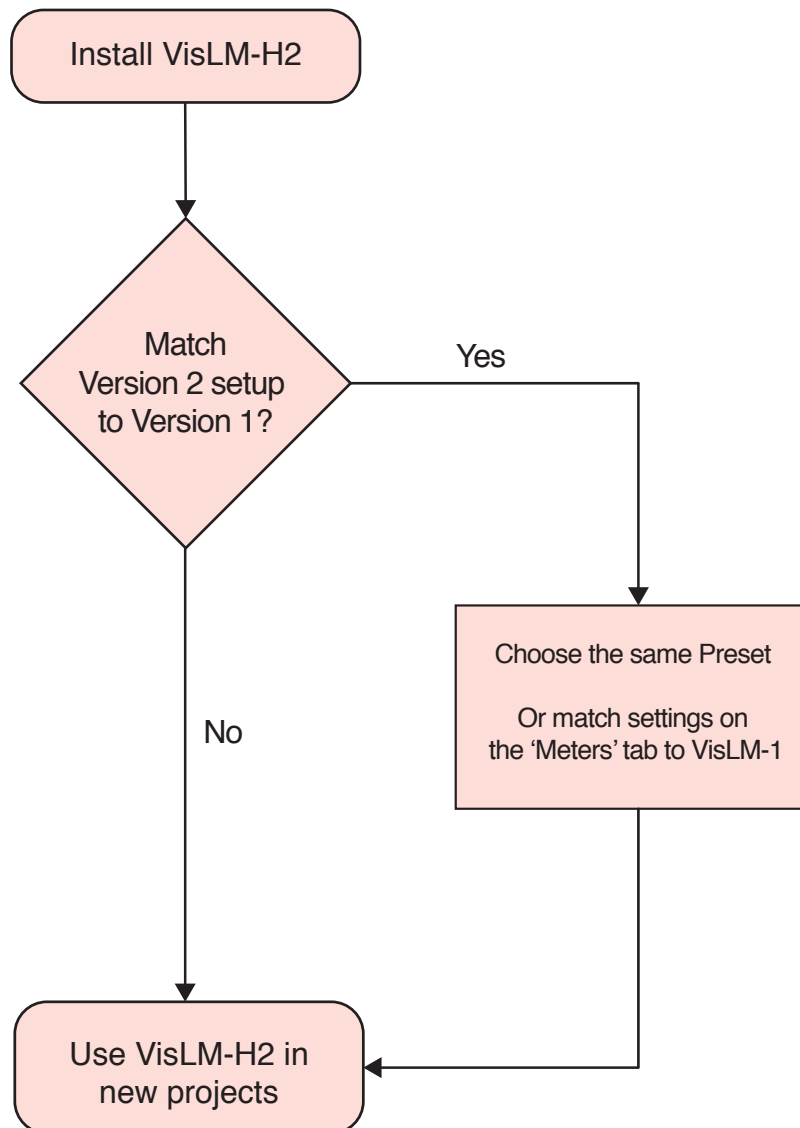 Install VisLM-H2
Match
Version 2 setup
to Version 1?
Yes
Choose the same Preset
Or match settings on
the ‘Meters’ tab to VisLM-1
No
Use VisLM-H2 in
new projects